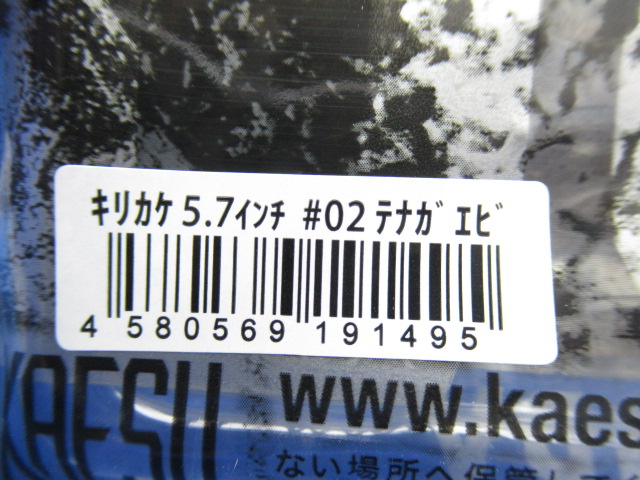 キリカケ 5.7インチ #02 テナガエビ
4 580569 191495
KAESU www.kaes
ない場所へ保管して